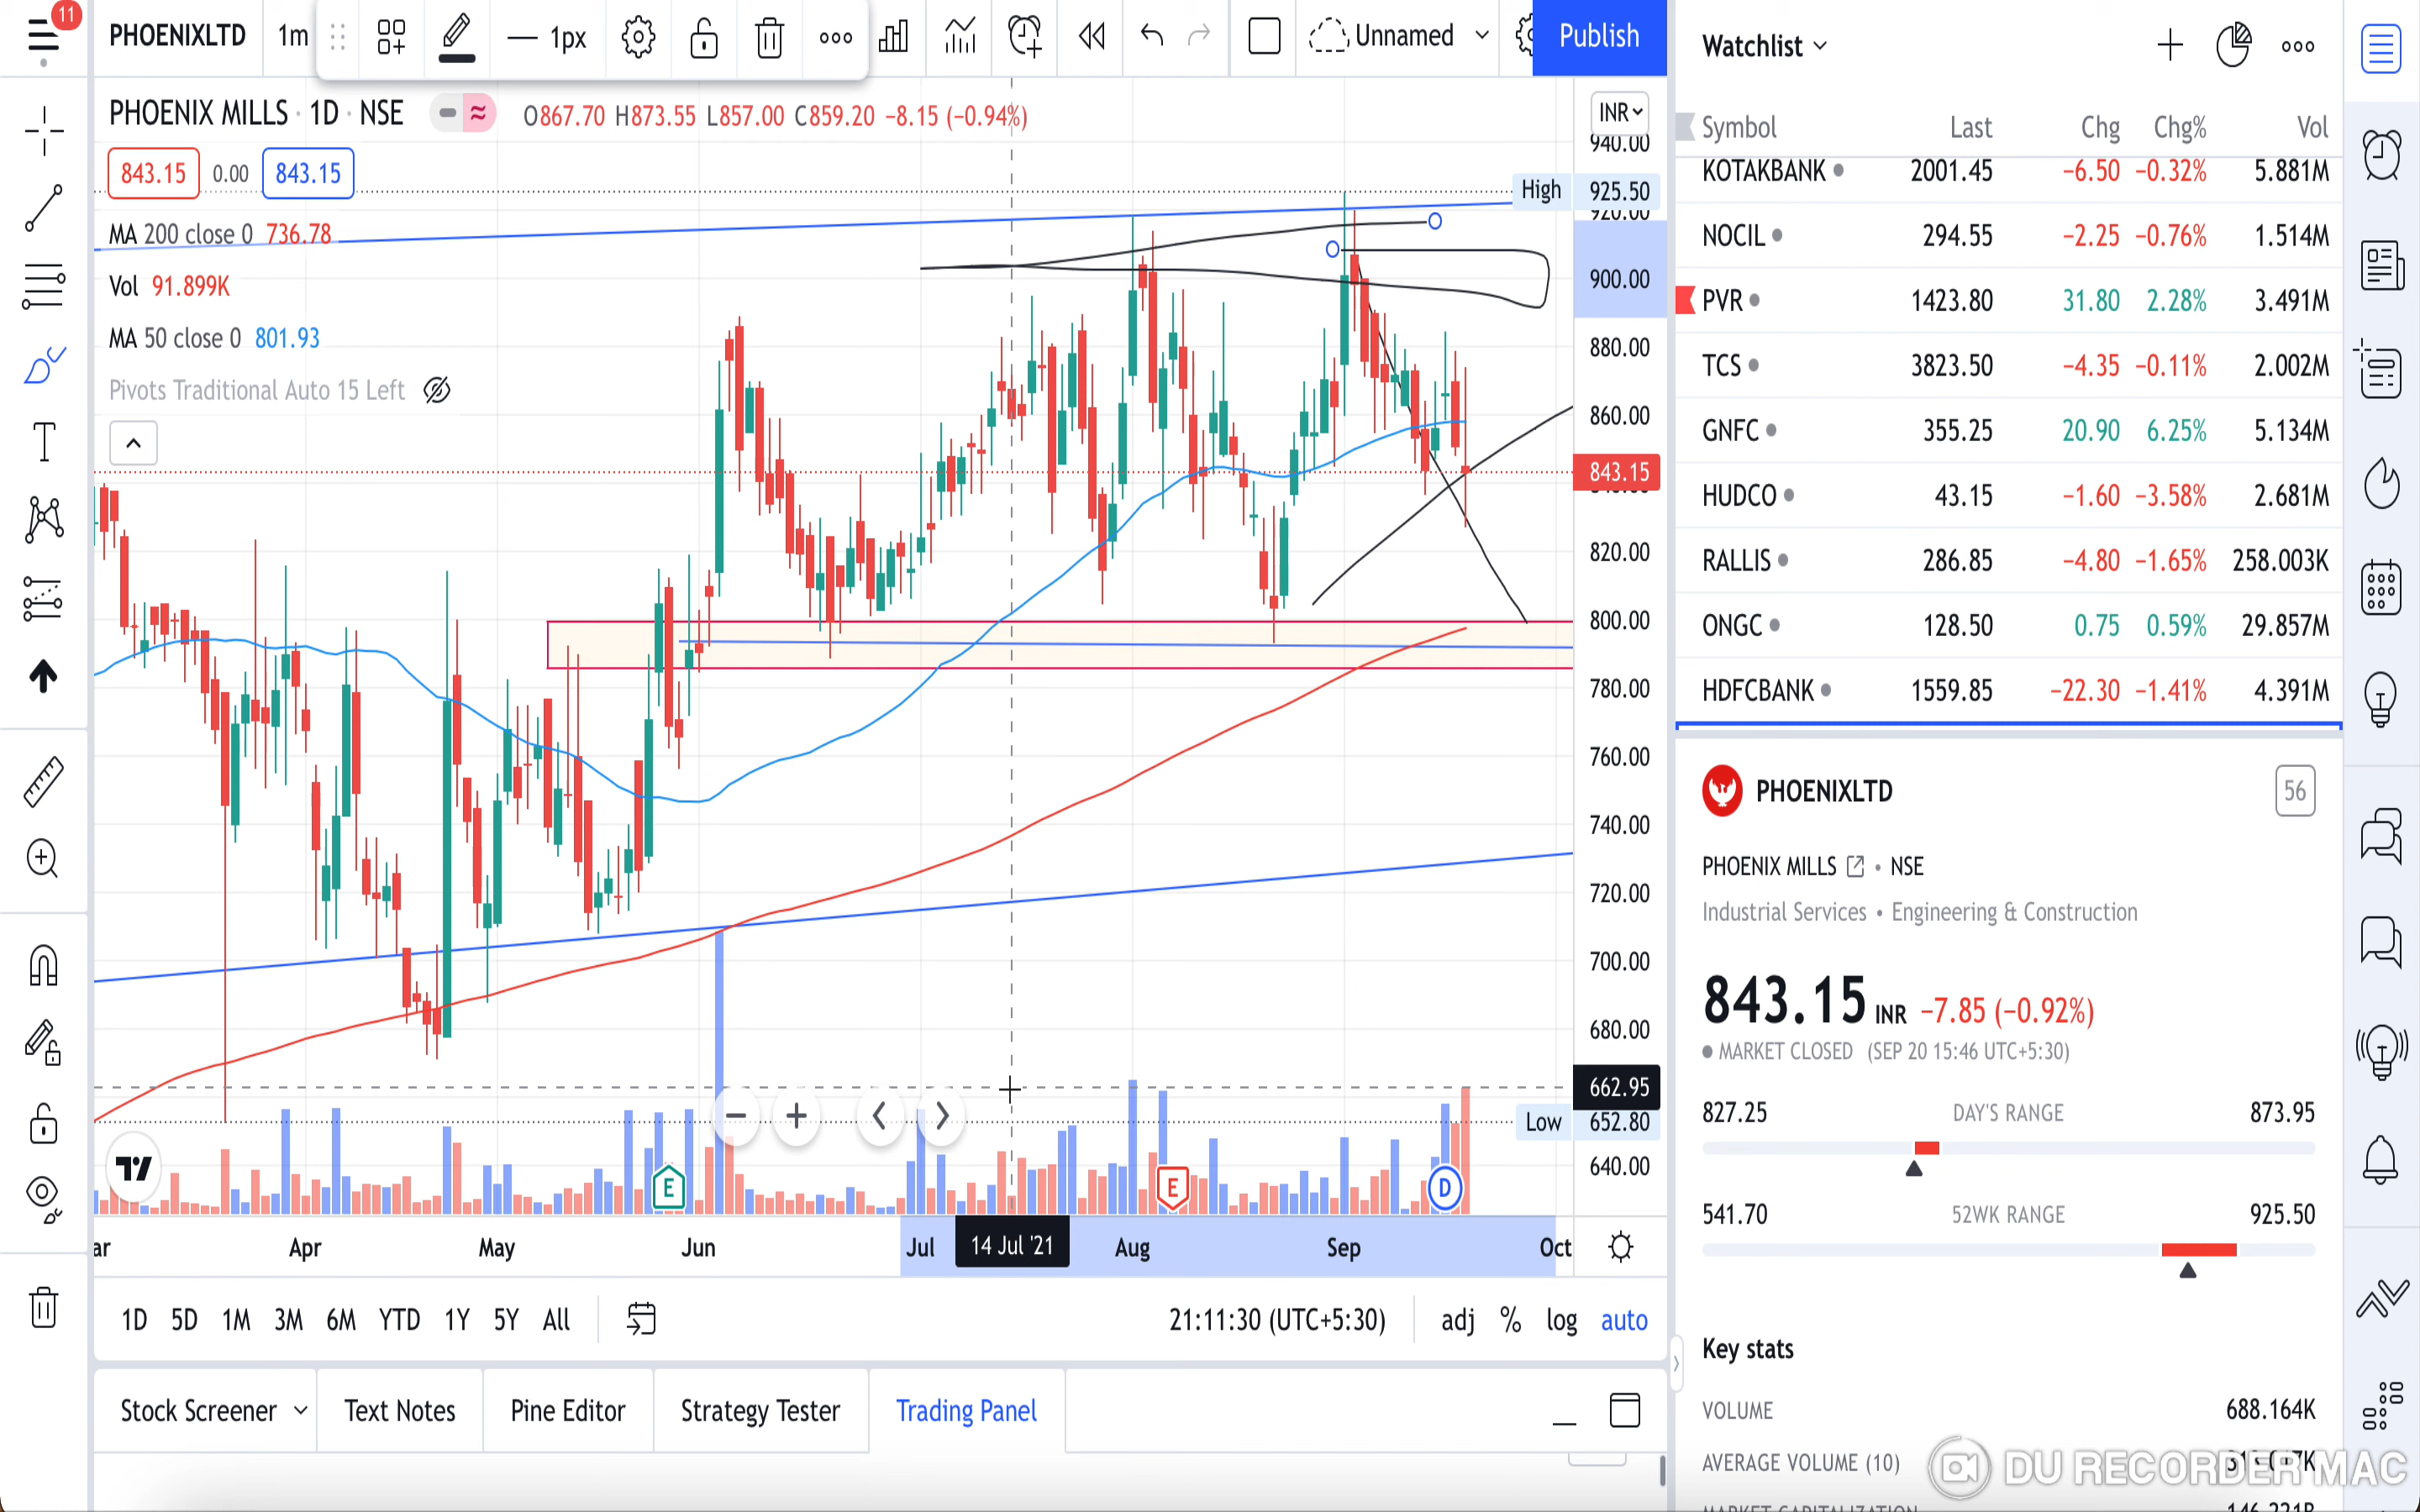 11
PHOENIXLTD 1m 1px Unnamed Publish
PHOENIX MILLS · 1D · NSE O867.70 H873.55 L857.00 C859.20 −8.15 (−0.94%)
843.15 0.00 843.15
MA 200 close 0 736.78
Vol 91.899K
MA 50 close 0 801.93
Pivots Traditional Auto 15 Left
INR
940.00
High 925.50
920.00
900.00
880.00
860.00
843.15
820.00
800.00
780.00
760.00
740.00
720.00
700.00
680.00
662.95
Low 652.80
640.00
E E D
Apr May Jun Jul 14 Jul '21 Aug Sep Oct
1D 5D 1M 3M 6M YTD 1Y 5Y All 21:11:30 (UTC+5:30) adj % log auto
Stock Screener Text Notes Pine Editor Strategy Tester Trading Panel
Watchlist
Symbol Last Chg Chg% Vol
KOTAKBANK 2001.45 −6.50 −0.32% 5.881M
NOCIL 294.55 −2.25 −0.76% 1.514M
PVR 1423.80 31.80 2.28% 3.491M
TCS 3823.50 −4.35 −0.11% 2.002M
GNFC 355.25 20.90 6.25% 5.134M
HUDCO 43.15 −1.60 −3.58% 2.681M
RALLIS 286.85 −4.80 −1.65% 258.003K
ONGC 128.50 0.75 0.59% 29.857M
HDFCBANK 1559.85 −22.30 −1.41% 4.391M
PHOENIXLTD 56
PHOENIX MILLS • NSE
Industrial Services • Engineering & Construction
843.15 INR −7.85 (−0.92%)
MARKET CLOSED (SEP 20 15:46 UTC+5:30)
827.25 DAY'S RANGE 873.95
541.70 52WK RANGE 925.50
Key stats
VOLUME 688.164K
AVERAGE VOLUME (10)
DU RECORDER MAC